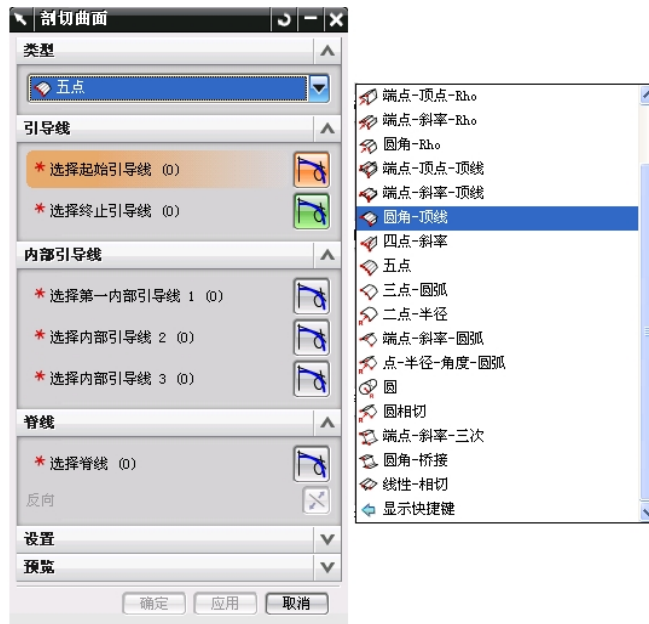 剖切曲面
类型
五点
引导线
* 选择起始引导线 (0)
* 选择终止引导线 (0)
内部引导线
* 选择第一内部引导线 1 (0)
* 选择内部引导线 2 (0)
* 选择内部引导线 3 (0)
脊线
* 选择脊线 (0)
反向
设置
预览
确定 应用 取消
端点-顶点-Rho
端点-斜率-Rho
圆角-Rho
端点-顶点-顶线
端点-斜率-顶线
圆角-顶线
四点-斜率
五点
三点-圆弧
二点-半径
端点-斜率-圆弧
点-半径-角度-圆弧
圆
圆相切
端点-斜率-三次
圆角-桥接
线性-相切
显示快捷键